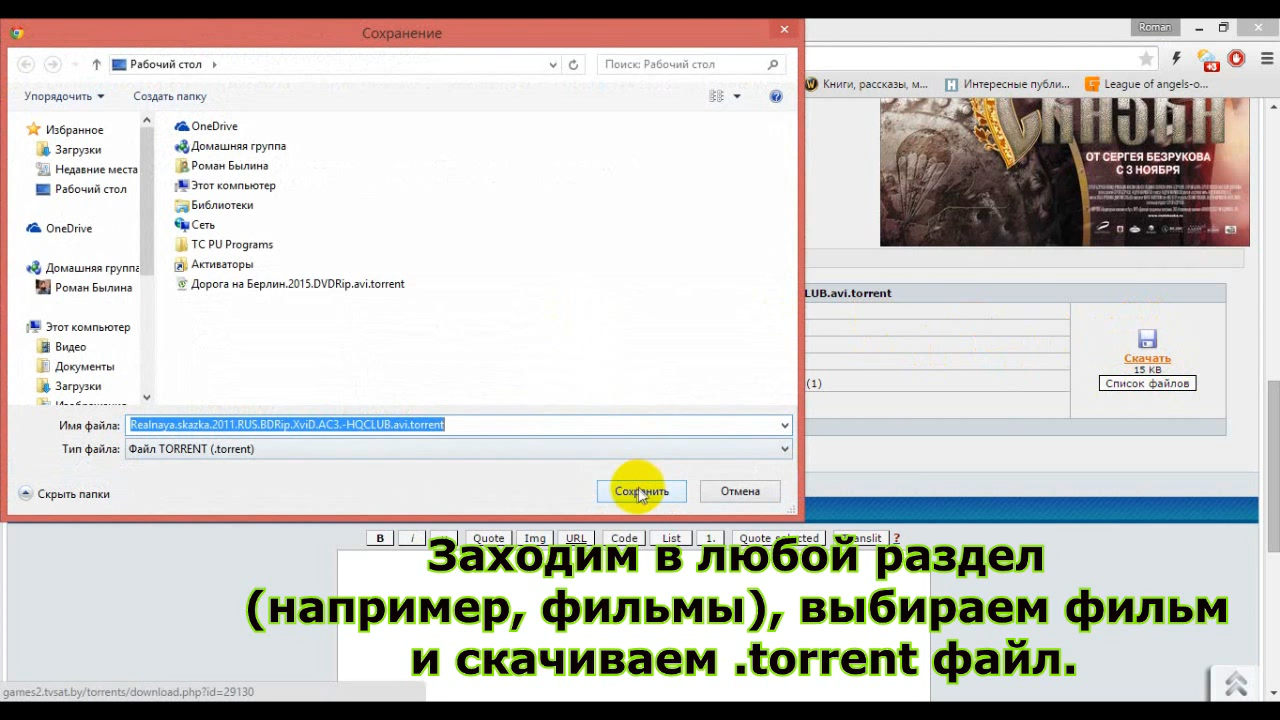 Сохранение
Roman
Рабочий стол
Поиск: Рабочий стол
+3
Упорядочить
Создать папку
Книги, рассказы, м...
Интересные публи...
League of angels-o...
Избранное
Загрузки
Недавние места
Рабочий стол
OneDrive
Домашняя группа
Роман Былина
Этот компьютер
Видео
Документы
Загрузки
OneDrive
Домашняя группа
Роман Былина
Этот компьютер
Библиотеки
Сеть
TC PU Programs
Активаторы
Дорога на Берлин.2015.DVDRip.avi.torrent
ОТ СЕРГЕЯ БЕЗРУКОВА
С 3 НОЯБРЯ
LUB.avi.torrent
(1)
Скачать
15 KB
Список файлов
Имя файла:
Realnaya.skazka.2011.RUS.BDRip.XviD.AC3.-HQCLUB.avi.torrent
Тип файла:
Файл TORRENT (.torrent)
Скрыть папки
Сохранить
Отмена
B i Quote Img URL Code List 1. Quote selected ?
Заходим в любой раздел
(например, фильмы), выбираем фильм
и скачиваем .torrent файл.
games2.tvsat.by/torrents/download.php?id=29130